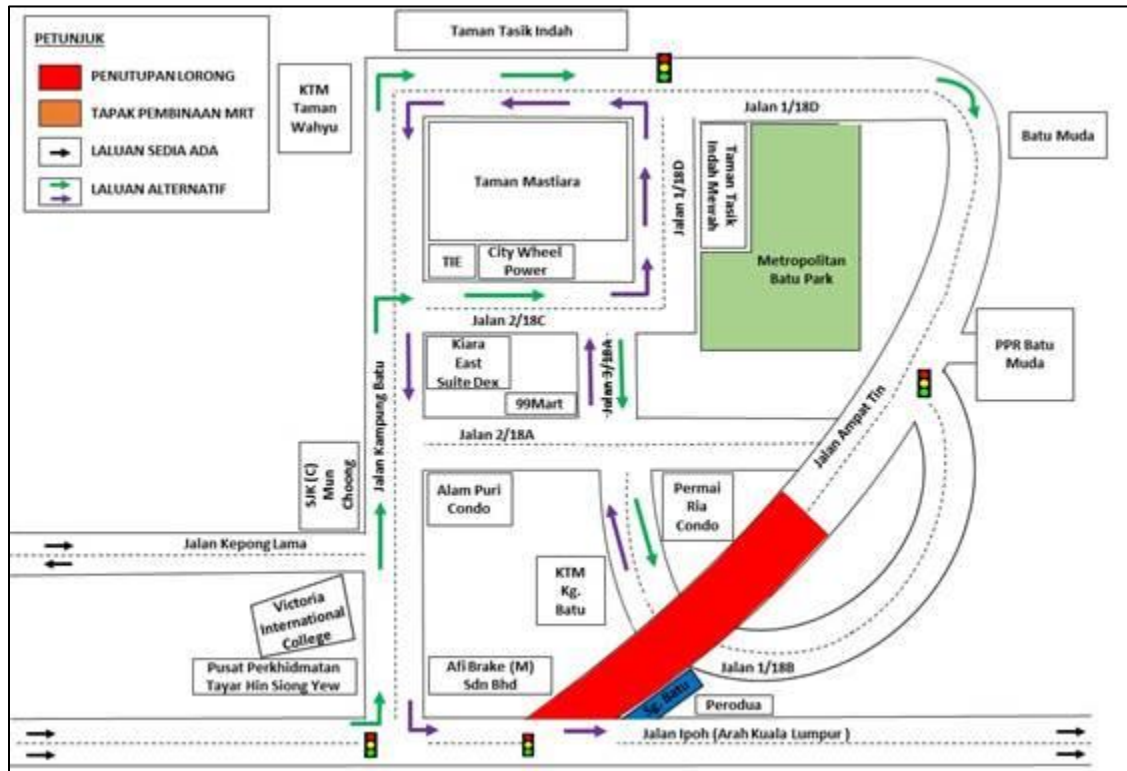 PETUNJUK
PENUTUPAN LORONG
TAPAK PEMBINAAN MRT
LALUAN SEDIA ADA
LALUAN ALTERNATIF
Taman Tasik Indah
KTM
Taman
Wahyu
Jalan 1/18D
Batu Muda
Taman Mastiara
Jalan 1/18D
Taman Tasik
Indah Mewah
Metropolitan
Batu Park
TIE
City Wheel
Power
Jalan 2/18C
Kiara
East
Suite Dex
99Mart
Jalan 3/18A
PPR Batu
Muda
Jalan Kampung Batu
Jalan 2/18A
Jalan Ampat Tin
SJK (C)
Mun
Choong
Alam Puri
Condo
Permai
Ria
Condo
Jalan Kepong Lama
KTM
Kg.
Batu
Victoria
International
College
Pusat Perkhidmatan
Tayar Hin Siong Yew
Afi Brake (M)
Sdn Bhd
Jalan 1/18B
Sg. Batu
Perodua
Jalan Ipoh (Arah Kuala Lumpur )